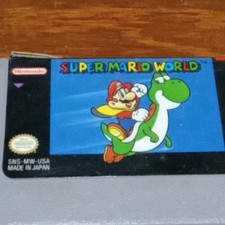 Nintendo
SUPER MARIO WORLD
SNS-MW-USA
MADE IN JAPAN